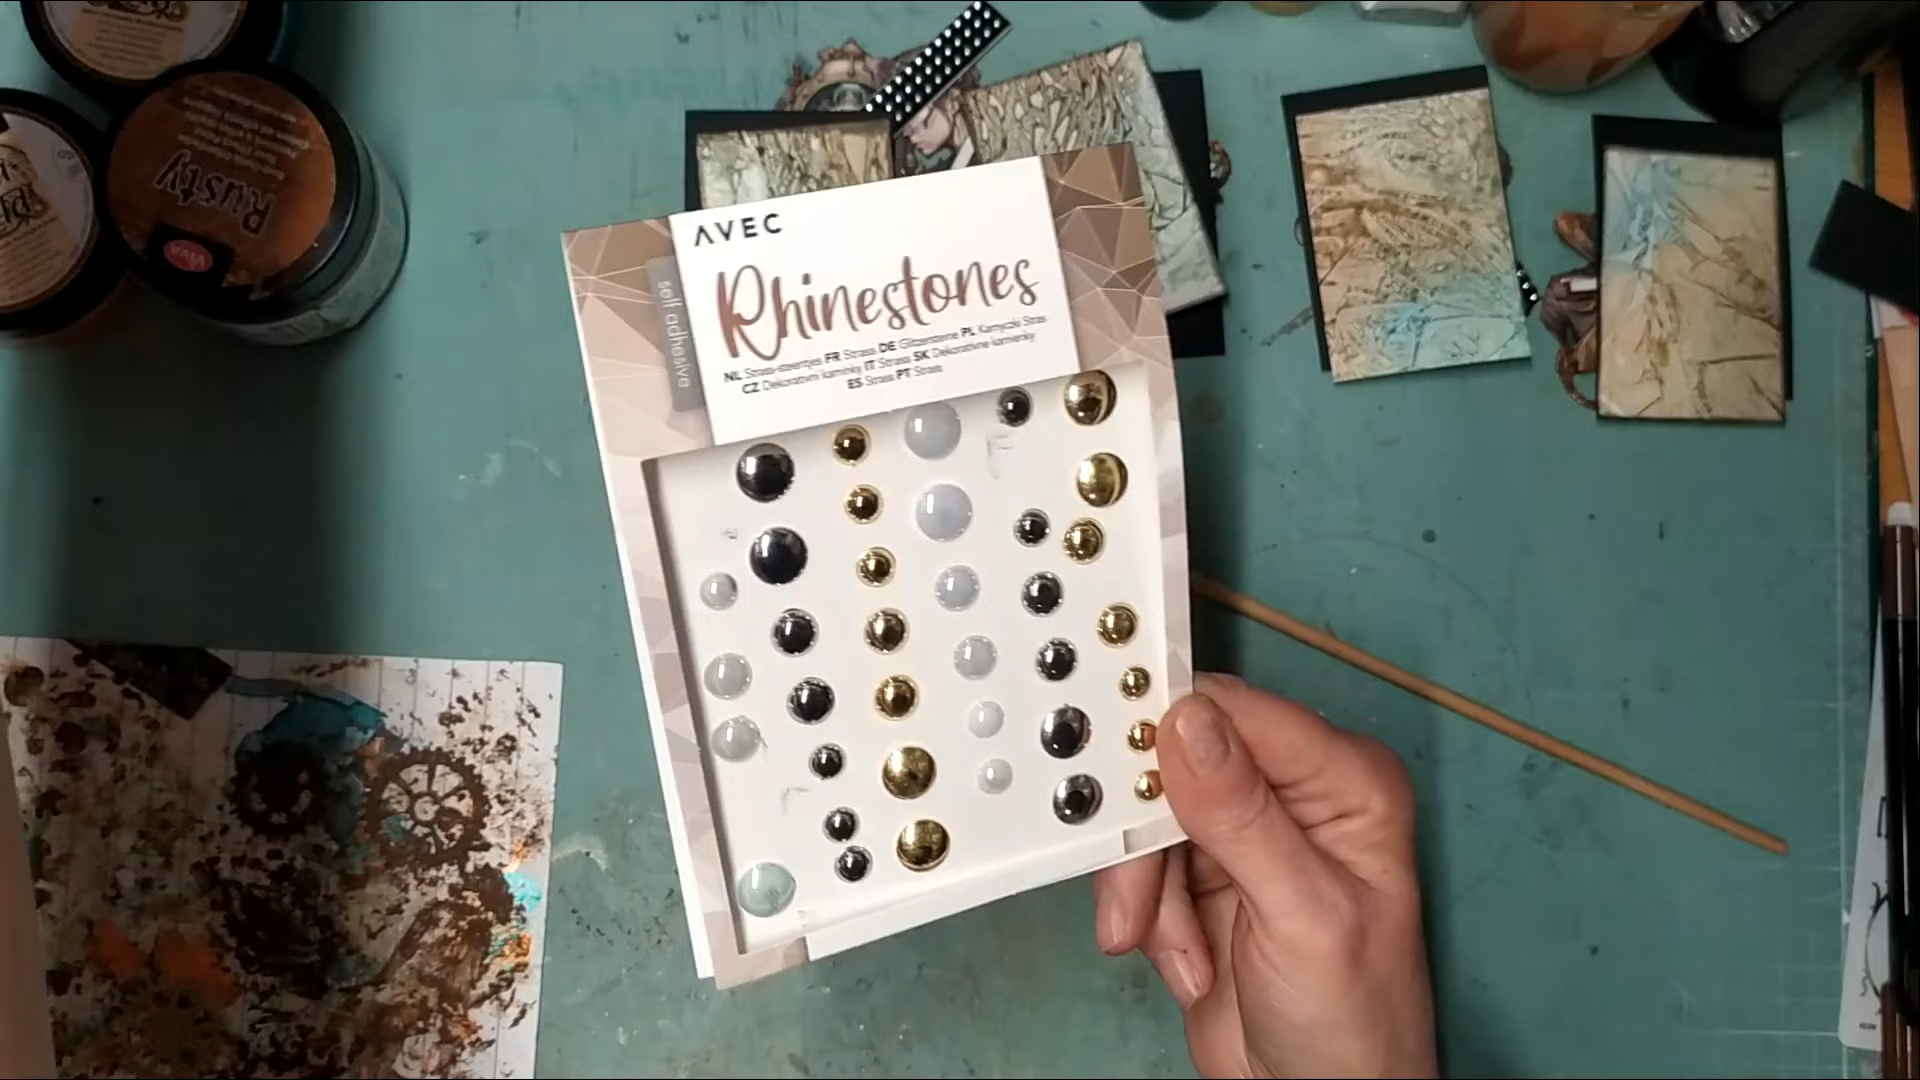 AVEC
Rhinestones
self adhesive
NL Strass-steentjes FR Strass DE Glitzersteine PL Kamyczki Stras
CZ Dekorativní kamínky IT Strass SK Dekoratívne kamienky
ES Strass PT Strass
Rusty
viva